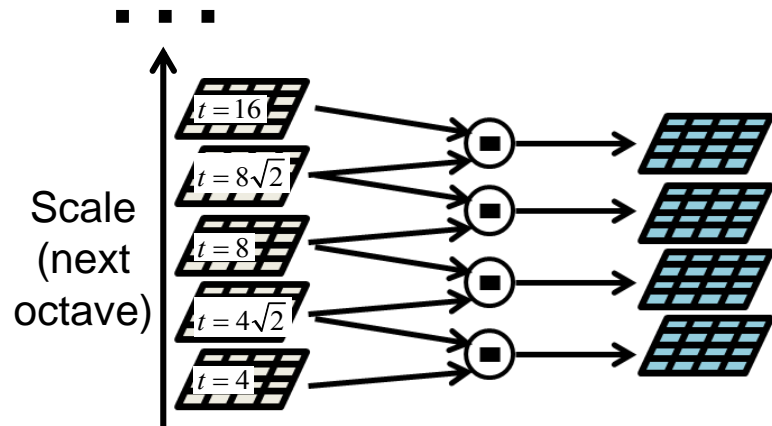 t = 16
t = 8√2
Scale
(next
octave)
t = 8
t = 4√2
t = 4